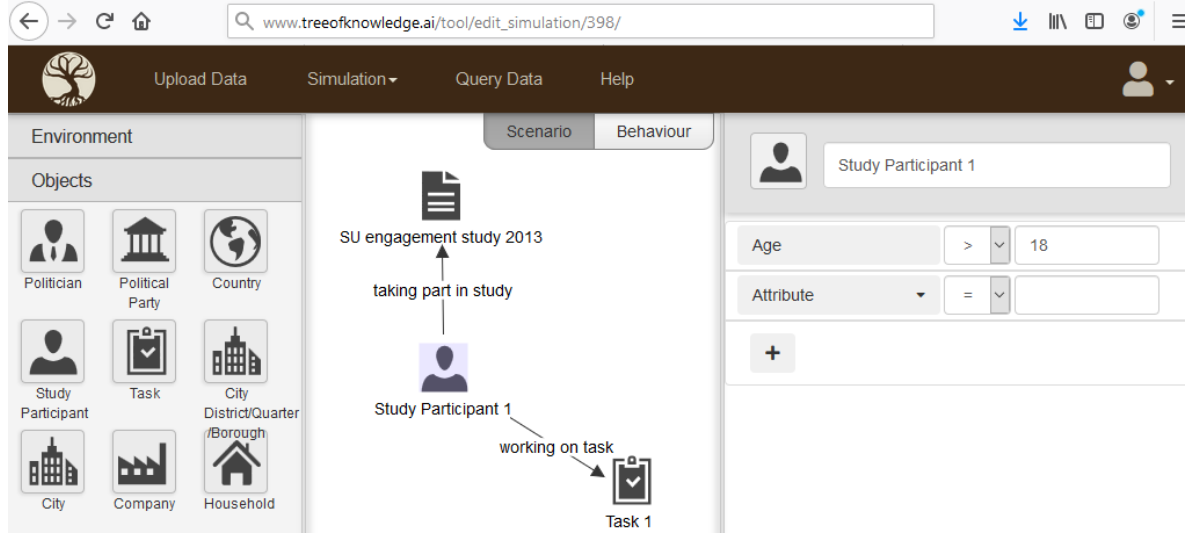 www.treeofknowledge.ai/tool/edit_simulation/398/
Upload Data Simulation Query Data Help
Environment
Objects
Politician
Political
Party
Country
Study
Participant
Task
City
District/Quarter
/Borough
City
Company
Household
Scenario Behaviour
SU engagement study 2013
taking part in study
Study Participant 1
working on task
Task 1
Study Participant 1
Age > 18
Attribute =
+